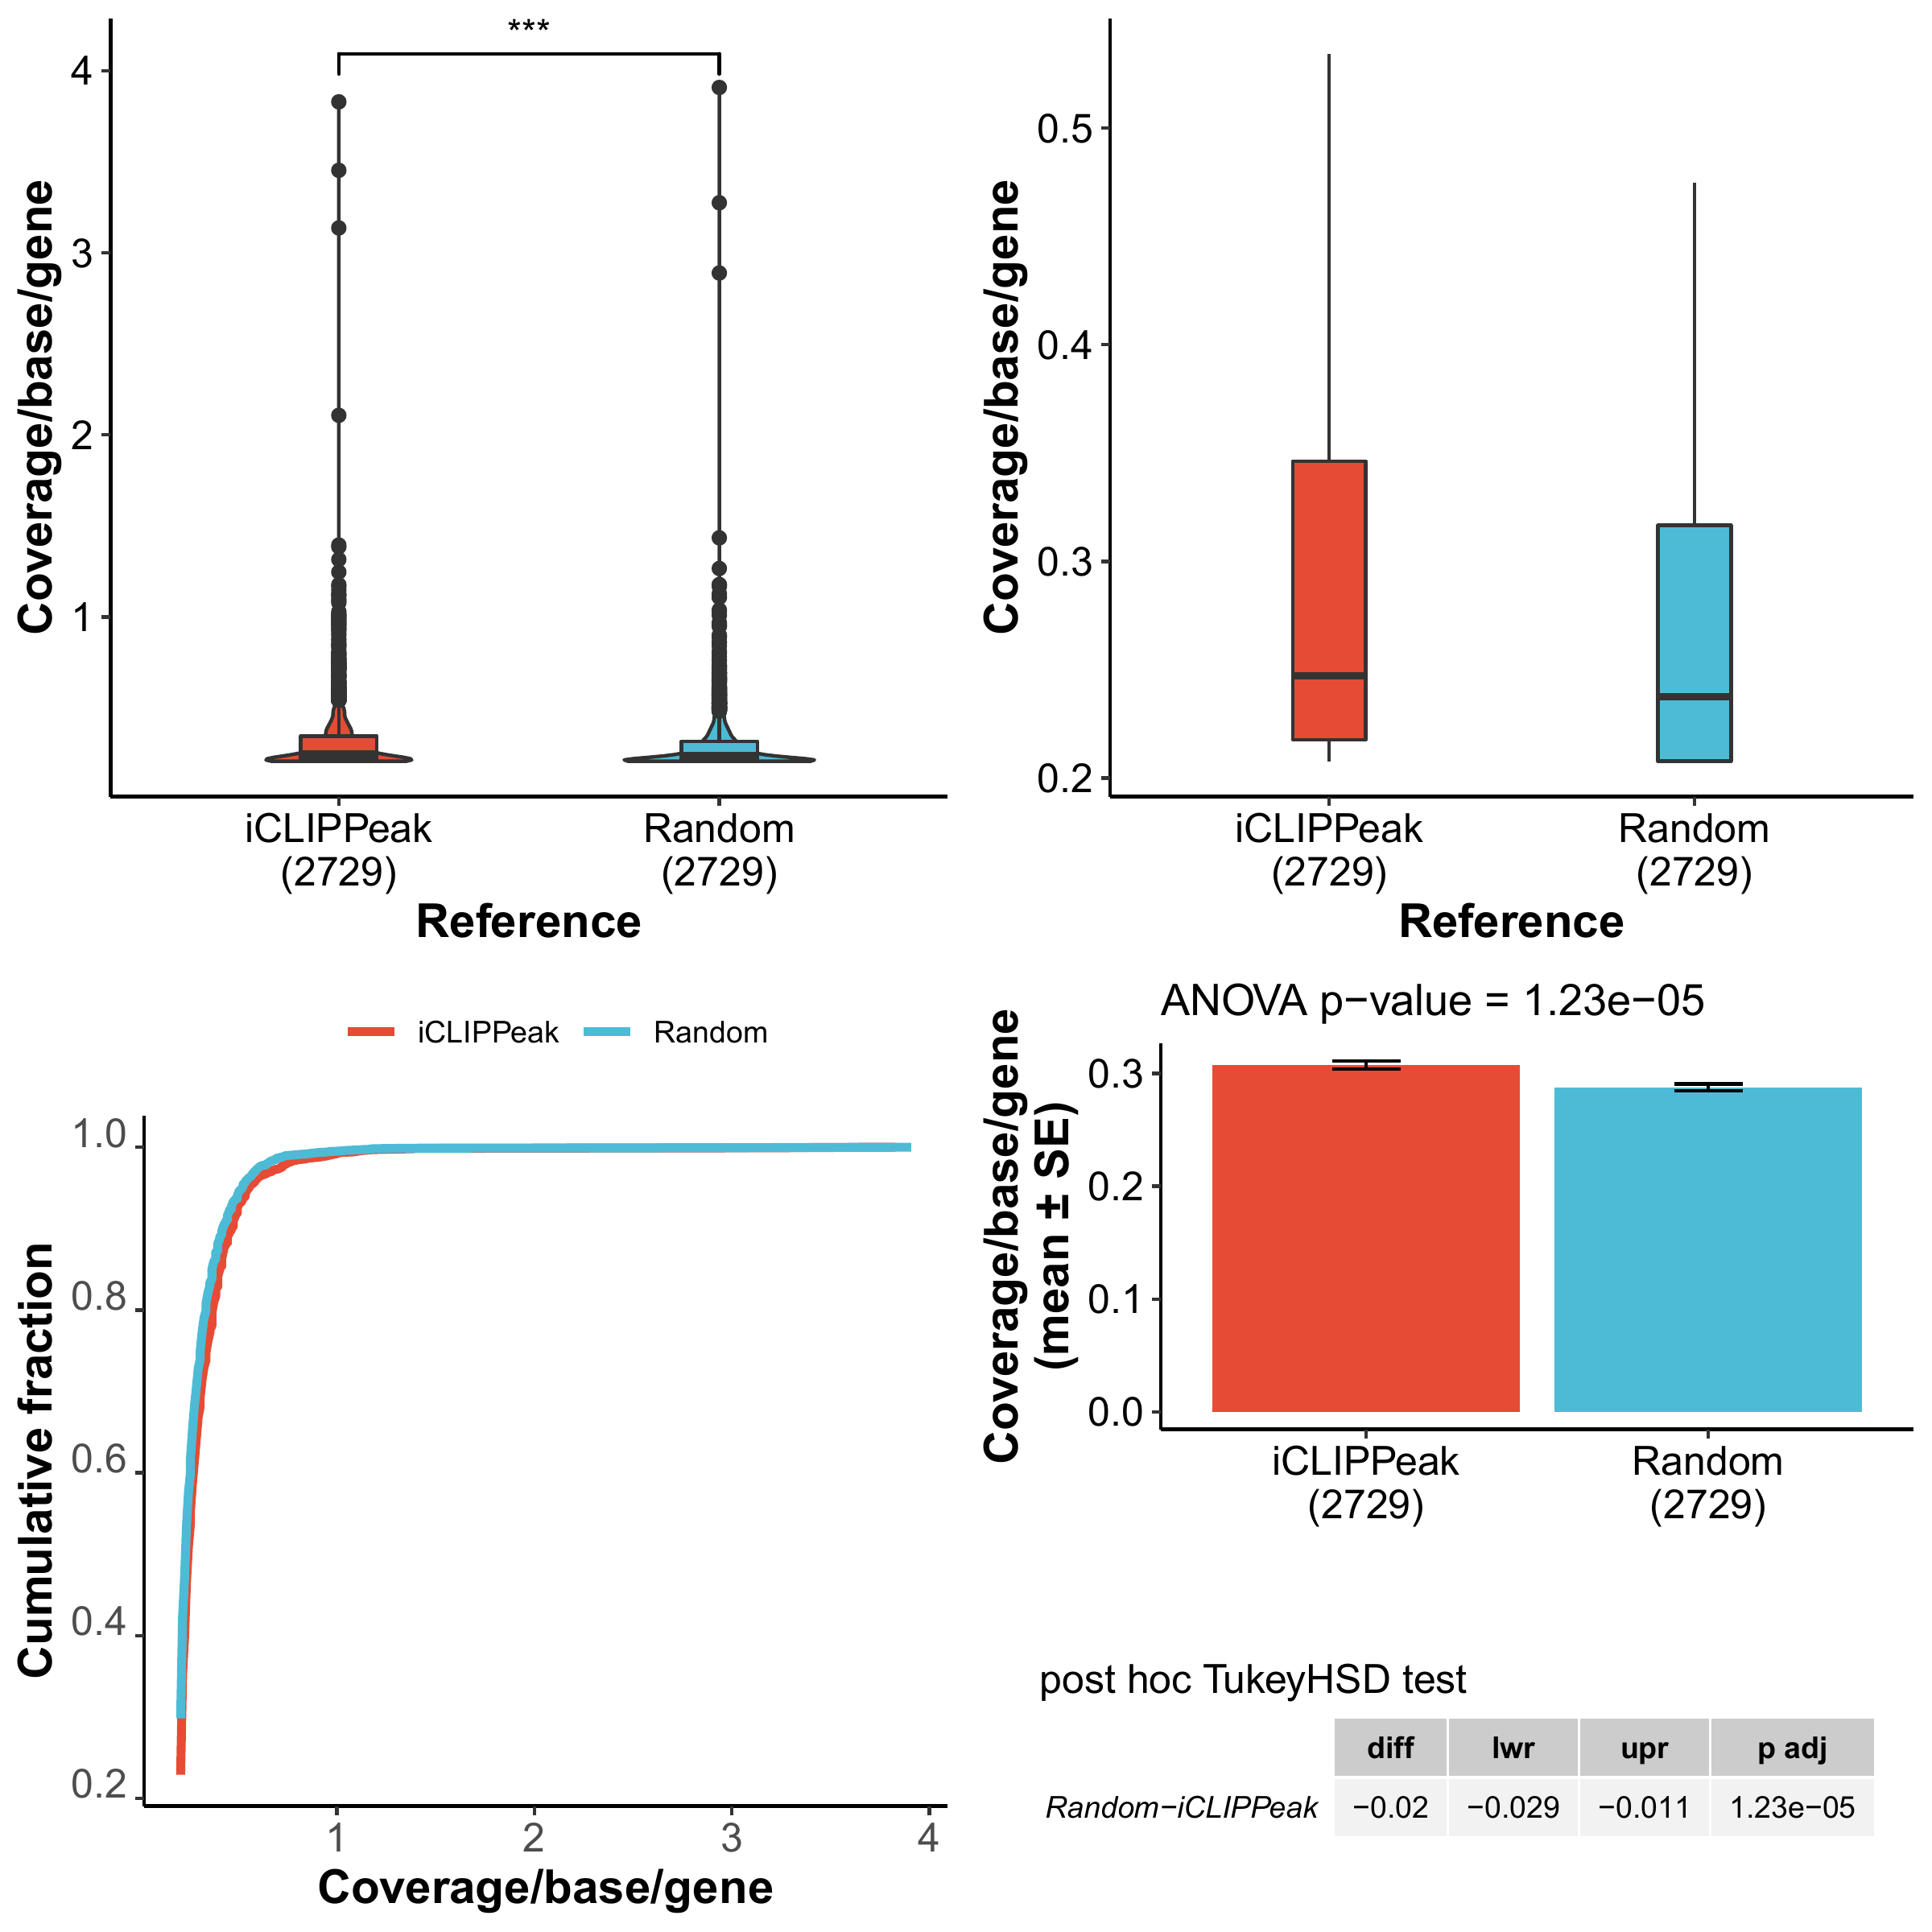 ***
4
3
2
1
Coverage/base/gene
iCLIPPeak
(2729)
Random
(2729)
Reference
0.5
0.4
0.3
0.2
Coverage/base/gene
iCLIPPeak
(2729)
Random
(2729)
Reference
iCLIPPeak Random
1.0
0.8
0.6
0.4
0.2
Cumulative fraction
1 2 3 4
Coverage/base/gene
ANOVA p−value = 1.23e−05
0.3
0.2
0.1
0.0
Coverage/base/gene
(mean ± SE)
iCLIPPeak
(2729)
Random
(2729)
post hoc TukeyHSD test
diff lwr upr p adj
Random−iCLIPPeak −0.02 −0.029 −0.011 1.23e−05